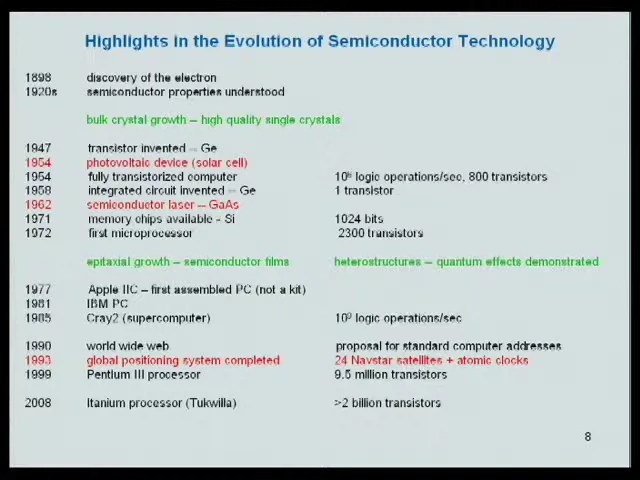 Highlights in the Evolution of Semiconductor Technology
1898 discovery of the electron
1920s semiconductor properties understood
bulk crystal growth – high quality single crystals
1947 transistor invented – Ge
1954 photovoltaic device (solar cell)
1954 fully transistorized computer 10⁶ logic operations/sec, 800 transistors
1958 integrated circuit invented – Ge 1 transistor
1962 semiconductor laser – GaAs
1971 memory chips available - Si 1024 bits
1972 first microprocessor 2300 transistors
epitaxial growth – semiconductor films heterostructures – quantum effects demonstrated
1977 Apple IIC – first assembled PC (not a kit)
1981 IBM PC
1985 Cray2 (supercomputer) 10⁹ logic operations/sec
1990 world wide web proposal for standard computer addresses
1993 global positioning system completed 24 Navstar satellites + atomic clocks
1999 Pentium III processor 9.5 million transistors
2008 Itanium processor (Tukwilla) >2 billion transistors
8